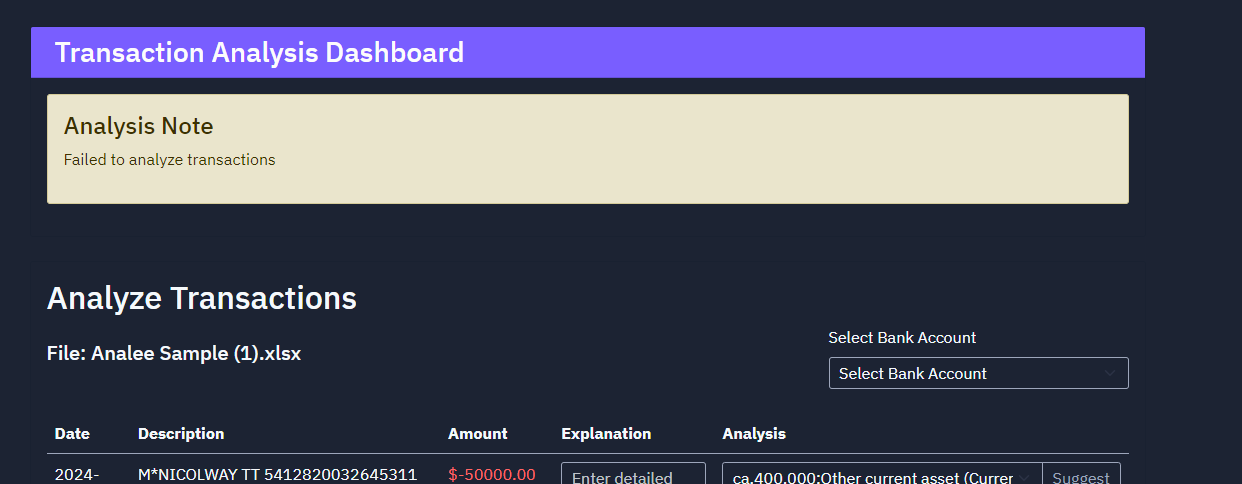 Transaction Analysis Dashboard
Analysis Note
Failed to analyze transactions
Analyze Transactions
Select Bank Account
File: Analee Sample (1).xlsx
Select Bank Account
Date Description Amount Explanation Analysis
2024- M*NICOLWAY TT 5412820032645311 $-50000.00 Enter detailed ca.400.000:Other current asset (Currer Suggest